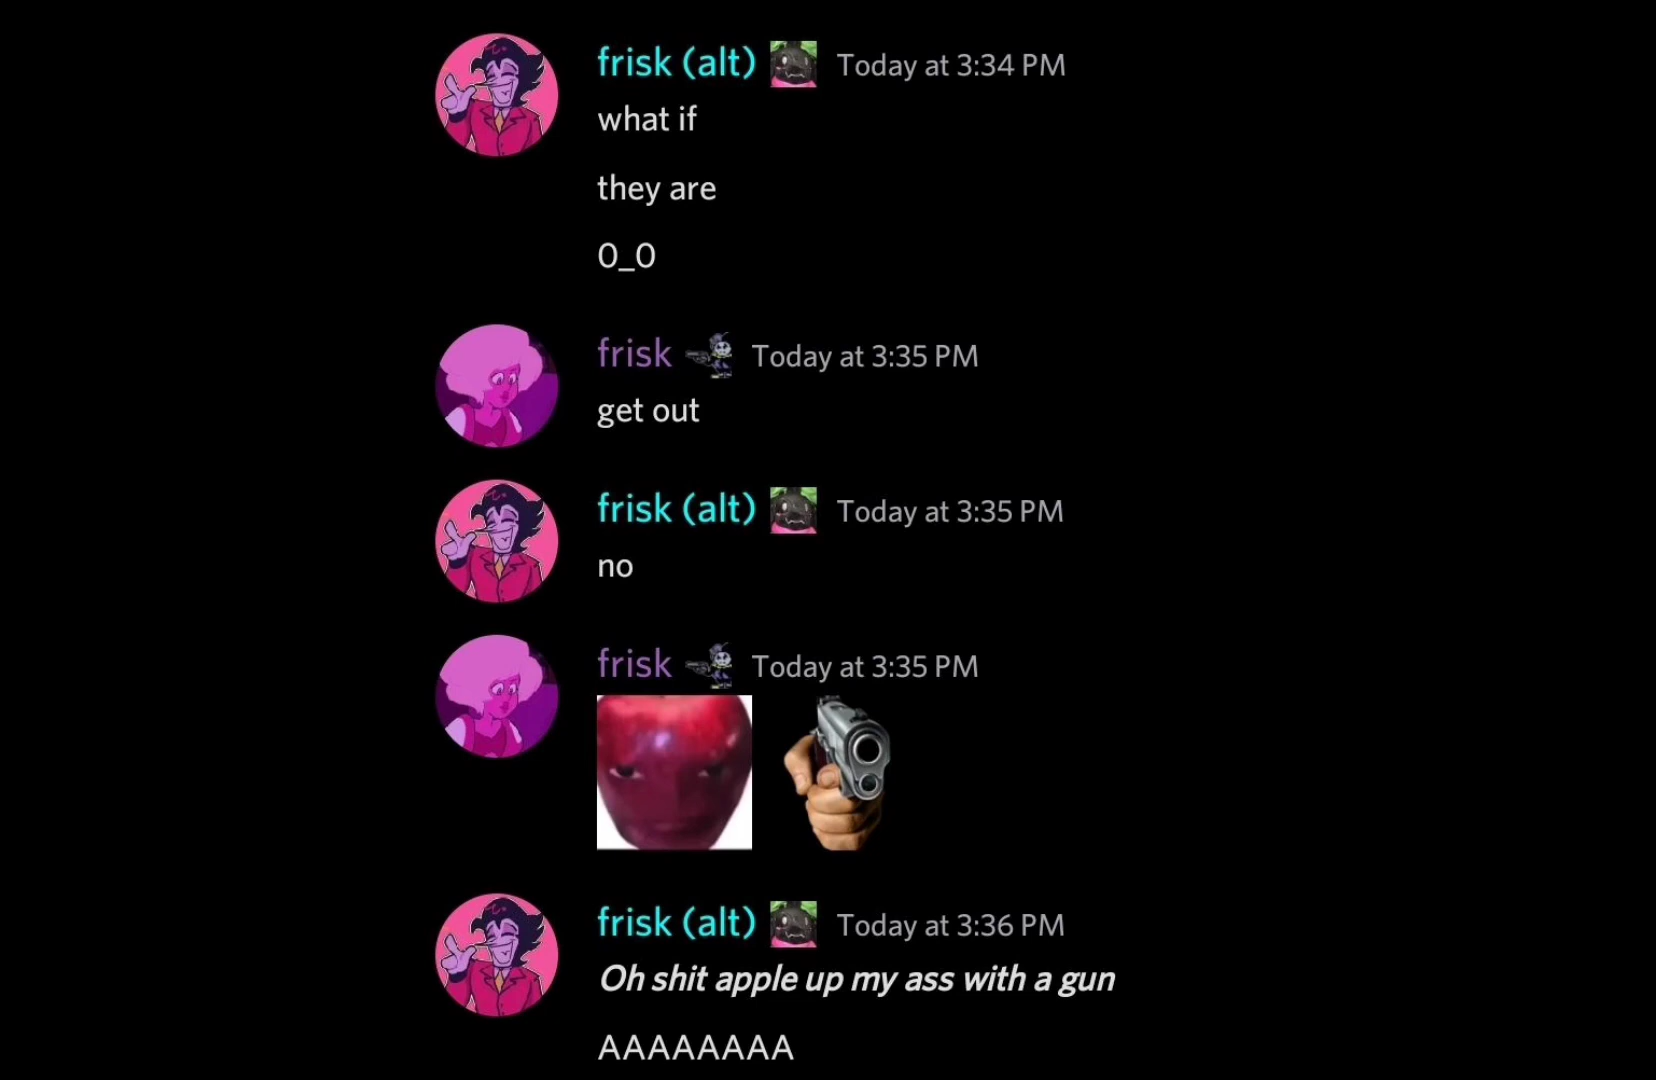 frisk (alt) Today at 3:34 PM
what if
they are
0_0
frisk Today at 3:35 PM
get out
frisk (alt) Today at 3:35 PM
no
frisk Today at 3:35 PM
frisk (alt) Today at 3:36 PM
Oh shit apple up my ass with a gun
AAAAAAAA